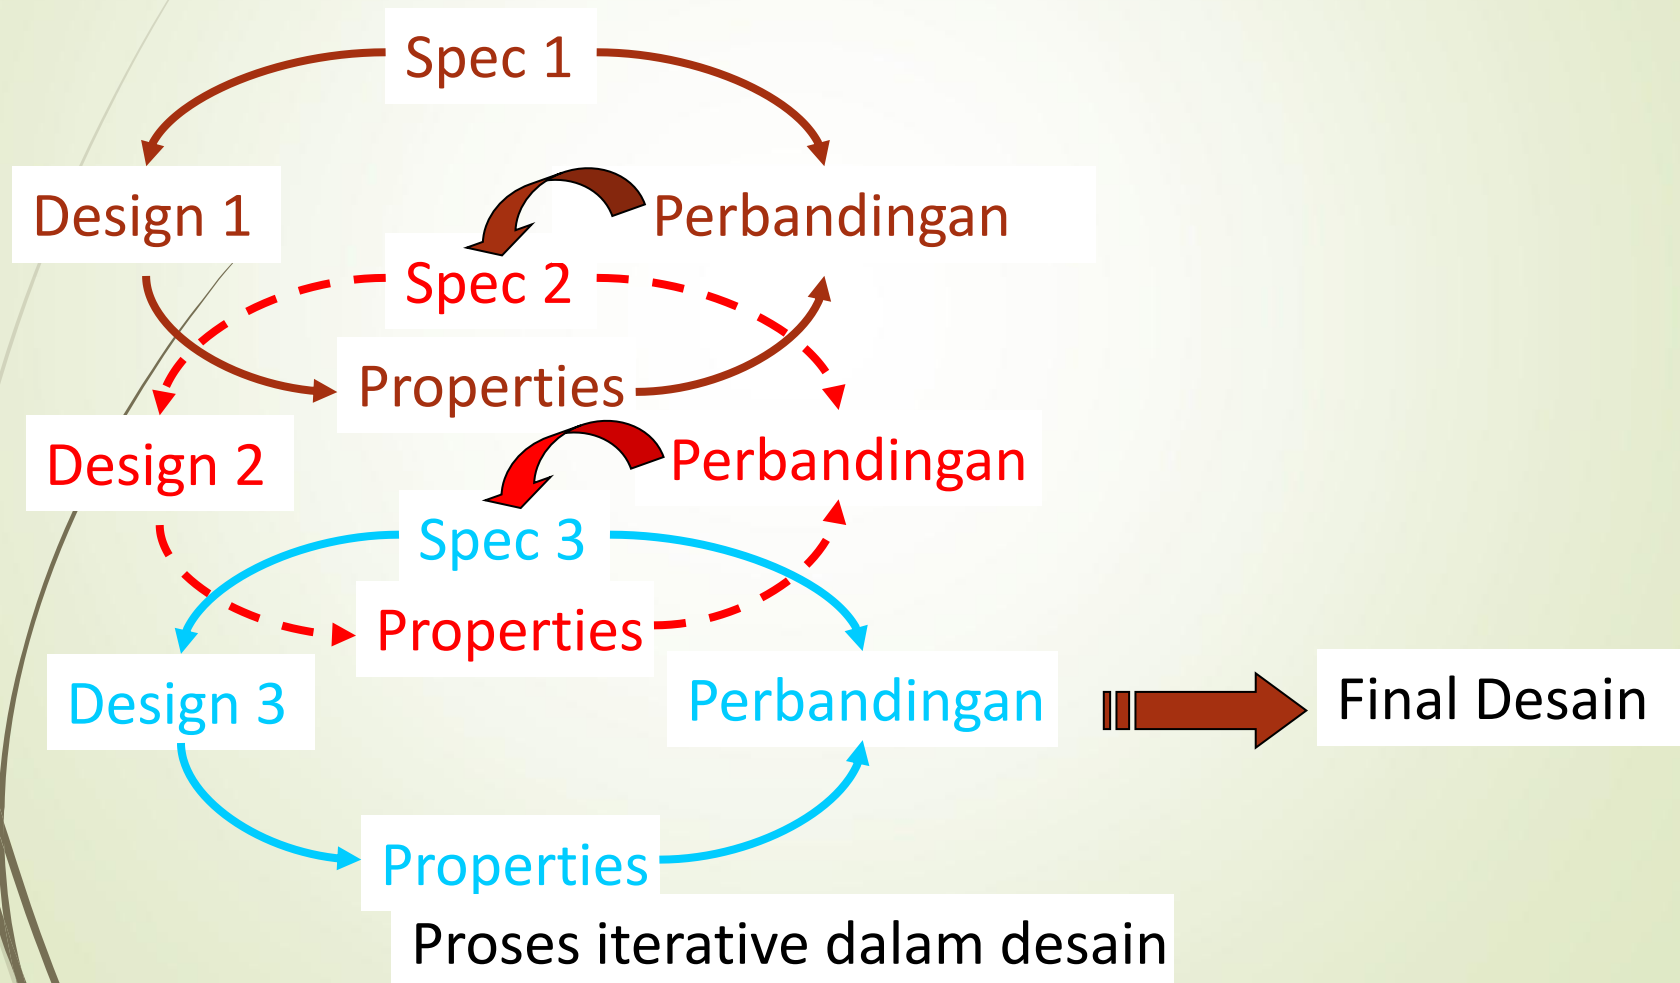 Spec 1
Design 1
Perbandingan
Spec 2
Properties
Design 2
Perbandingan
Spec 3
Properties
Design 3
Perbandingan
Final Desain
Properties
Proses iterative dalam desain